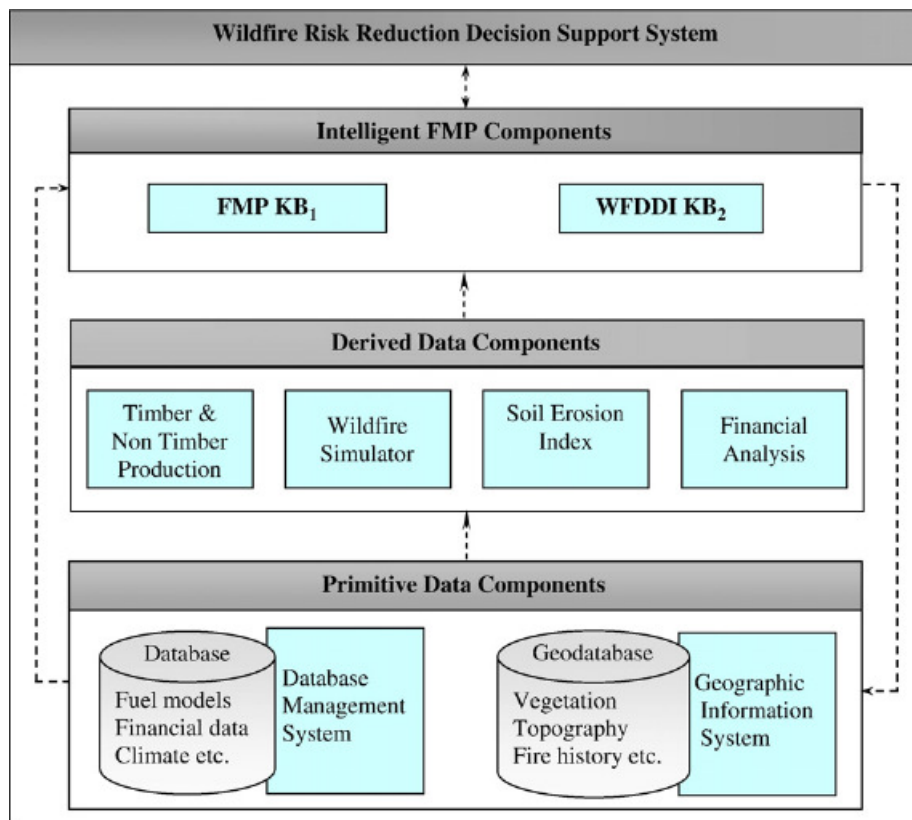 Wildfire Risk Reduction Decision Support System
Intelligent FMP Components
FMP KB₁
WFDDI KB₂
Derived Data Components
Timber &
Non Timber
Production
Wildfire
Simulator
Soil Erosion
Index
Financial
Analysis
Primitive Data Components
Database
Fuel models
Financial data
Climate etc.
Database
Management
System
Geodatabase
Vegetation
Topography
Fire history etc.
Geographic
Information
System